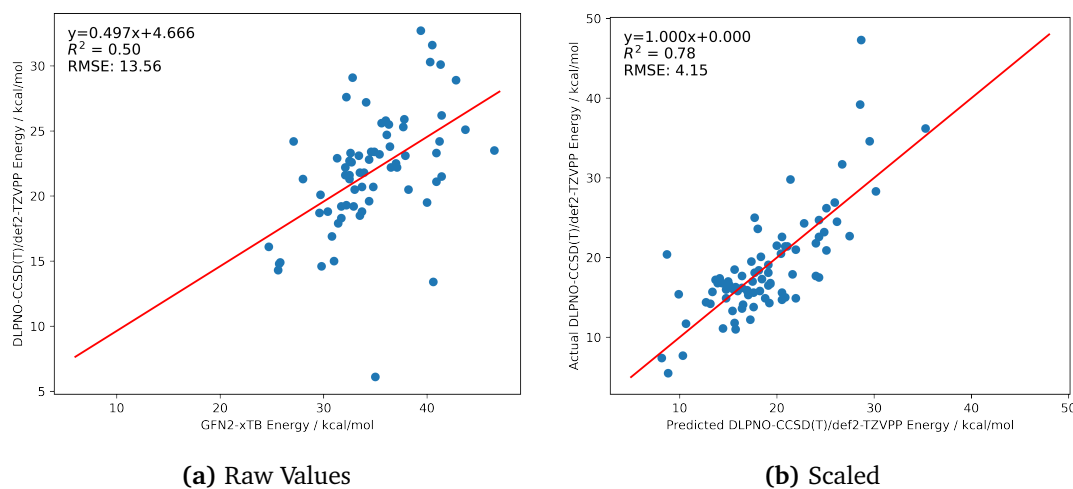 y=0.497x+4.666
R² = 0.50
RMSE: 13.56
DLPNO-CCSD(T)/def2-TZVPP Energy / kcal/mol
30
25
20
15
10
5
10
20
30
40
GFN2-xTB Energy / kcal/mol
(a) Raw Values
y=1.000x+0.000
R² = 0.78
RMSE: 4.15
Actual DLPNO-CCSD(T)/def2-TZVPP Energy / kcal/mol
50
40
30
20
10
10
20
30
40
50
Predicted DLPNO-CCSD(T)/def2-TZVPP Energy / kcal/mol
(b) Scaled